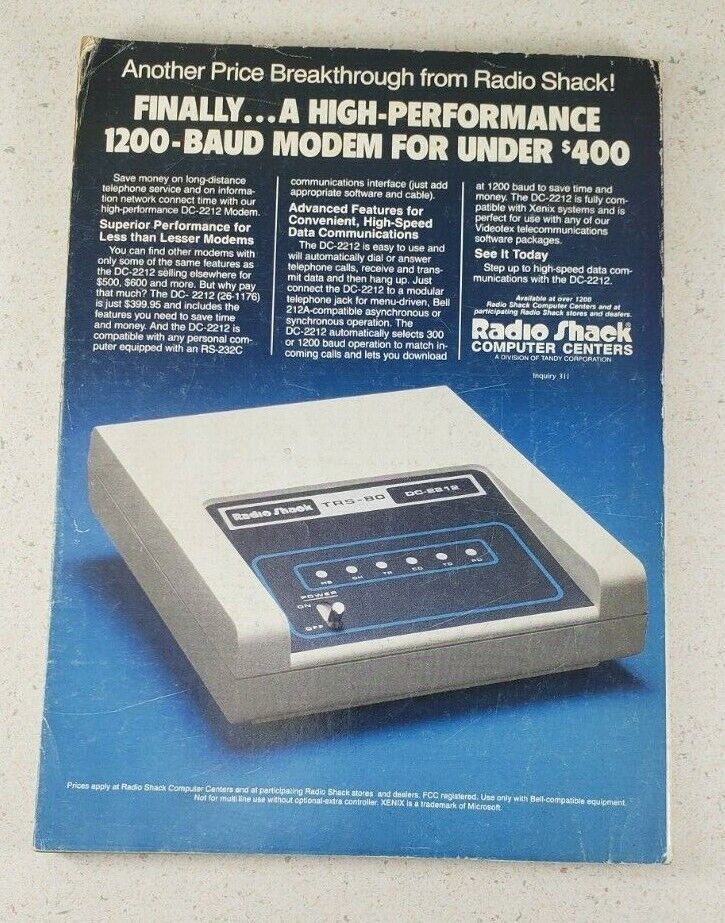 Another Price Breakthrough from Radio Shack!
FINALLY...A HIGH-PERFORMANCE
1200-BAUD MODEM FOR UNDER $400
Save money on long-distance
telephone service and on informa-
tion network connect time with our
high-performance DC-2212 Modem.
Superior Performance for
Less than Lesser Modems
You can find other modems with
only some of the same features as
the DC-2212 selling elsewhere for
$500, $600 and more. But why pay
that much? The DC- 2212 (26-1176)
is just $399.95 and includes the
features you need to save time
and money. And the DC-2212 is
compatible with any personal com-
puter equipped with an RS-232C
communications interface (just add
appropriate software and cable).
Advanced Features for
Convenient, High-Speed
Data Communications
The DC-2212 is easy to use and
will automatically dial or answer
telephone calls, receive and trans-
mit data and then hang up. Just
connect the DC-2212 to a modular
telephone jack for menu-driven, Bell
212A-compatible asynchronous or
synchronous operation. The
DC-2212 automatically selects 300
or 1200 baud operation to match in-
coming calls and lets you download
at 1200 baud to save time and
money. The DC-2212 is fully com-
patible with Xenix systems and is
perfect for use with any of our
Videotex telecommunications
software packages.
See It Today
Step up to high-speed data com-
munications with the DC-2212.
Available at over 1200
Radio Shack Computer Centers and at
participating Radio Shack stores and dealers.
Radio Shack®
COMPUTER CENTERS
A DIVISION OF TANDY CORPORATION
Inquiry 311
Radio Shack TRS-80 DC-2212
HS OH TR CD TD RD
POWER
ON
OFF
Prices apply at Radio Shack Computer Centers and at participating Radio Shack stores and dealers. FCC registered. Use only with Bell-compatible equipment.
Not for multi line use without optional-extra controller. XENIX is a trademark of Microsoft.